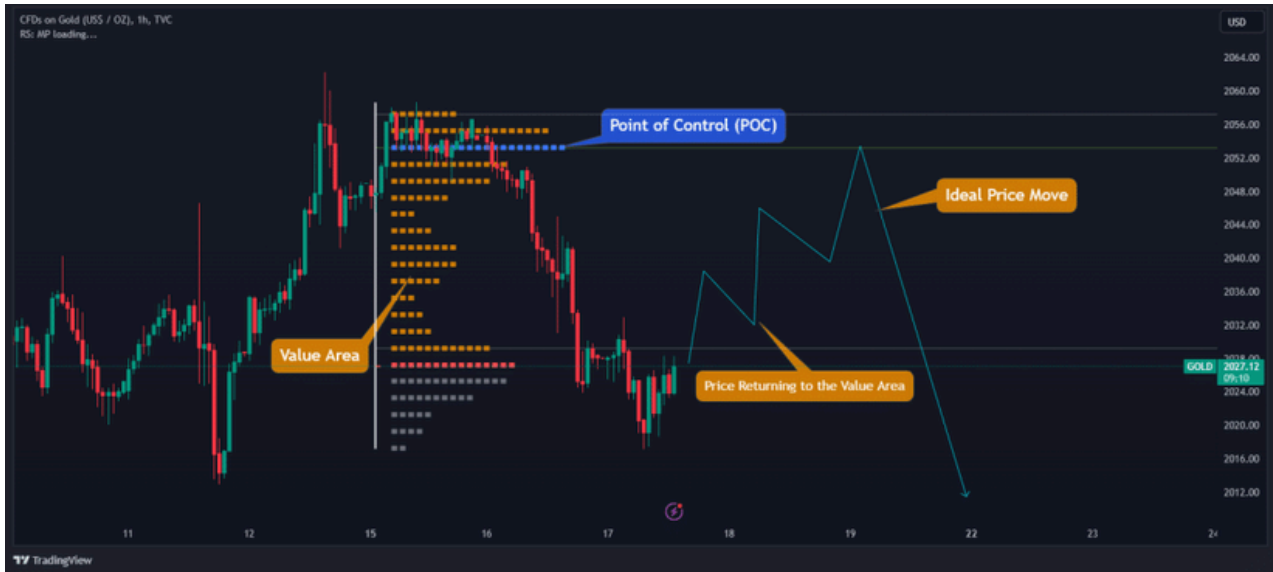 CFDs on Gold (US$ / OZ), 1h, TVC
RS: MP loading...
USD
2064.00
2060.00
2056.00
2052.00
2048.00
2044.00
2040.00
2036.00
2032.00
2028.00
GOLD 2027.12
09:10
2024.00
2020.00
2016.00
2012.00
Point of Control (POC)
Ideal Price Move
Value Area
Price Returning to the Value Area
11 12 15 16 17 18 19 22 23 24
TradingView